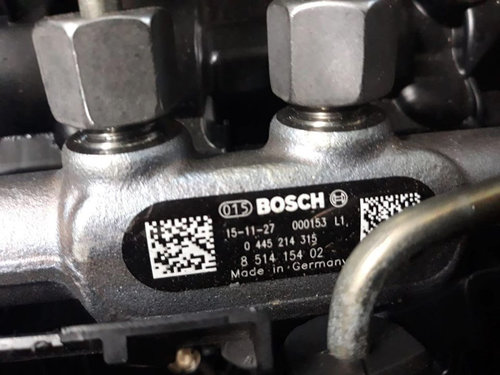 015 BOSCH
15-11-27 000153 L1,
0 445 214 315
8 514 154 02
Made in Germany